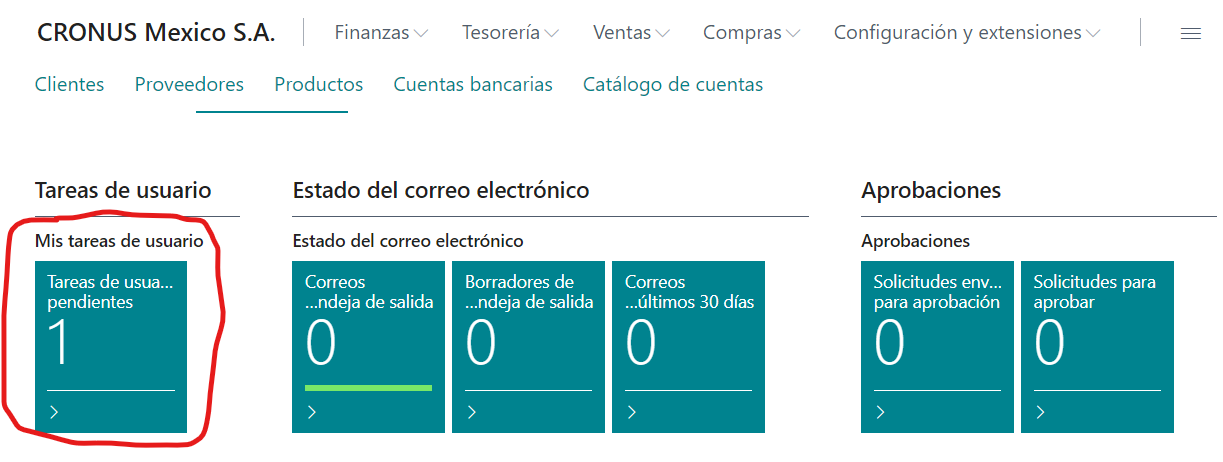 CRONUS Mexico S.A. Finanzas Tesorería Ventas Compras Configuración y extensiones
Clientes Proveedores Productos Cuentas bancarias Catálogo de cuentas
Tareas de usuario
Mis tareas de usuario
Tareas de usua...
pendientes
1
Estado del correo electrónico
Estado del correo electrónico
Correos
...ndeja de salida
0
Borradores de
...ndeja de salida
0
Correos
...últimos 30 días
0
Aprobaciones
Aprobaciones
Solicitudes env...
para aprobación
0
Solicitudes para
aprobar
0